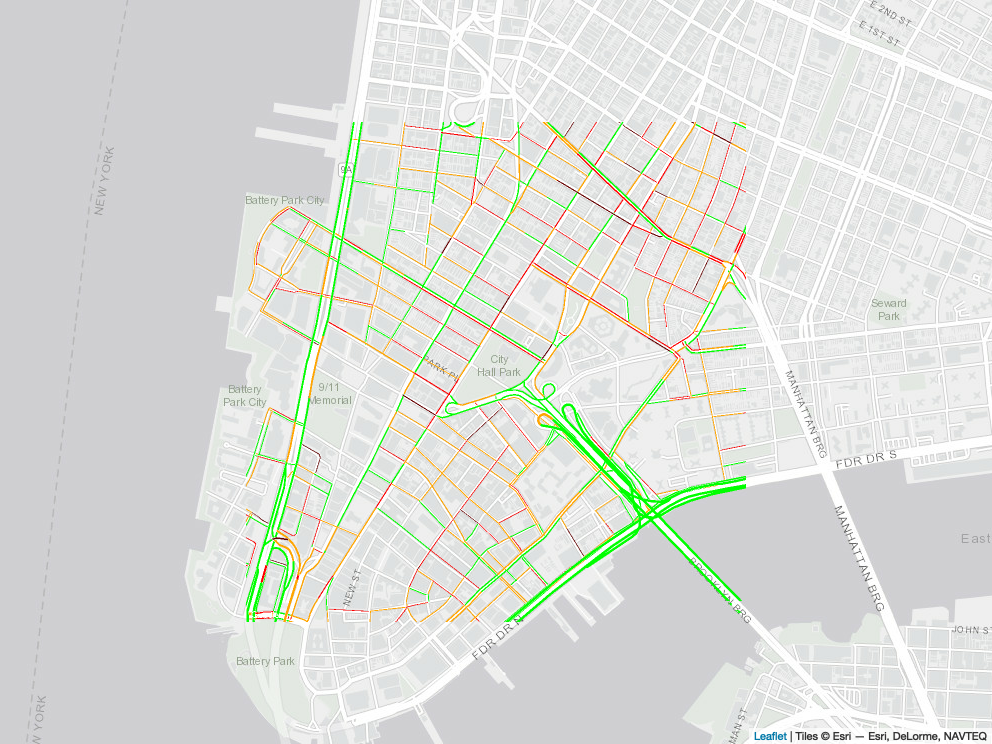 E 2ND ST
E 1ST ST
NEW YORK
9A
Battery Park City
Seward
Park
City
Hall Park
PARK PL
Battery
Park City
9/11
Memorial
MANHATTAN BRG
FDR DR S
MANHATTAN BRG
East
NEW ST
BROOKLYN BRG
FDR DR N
JOHN ST
Battery Park
W YORK
MAN ST
Leaflet | Tiles © Esri — Esri, DeLorme, NAVTEQ